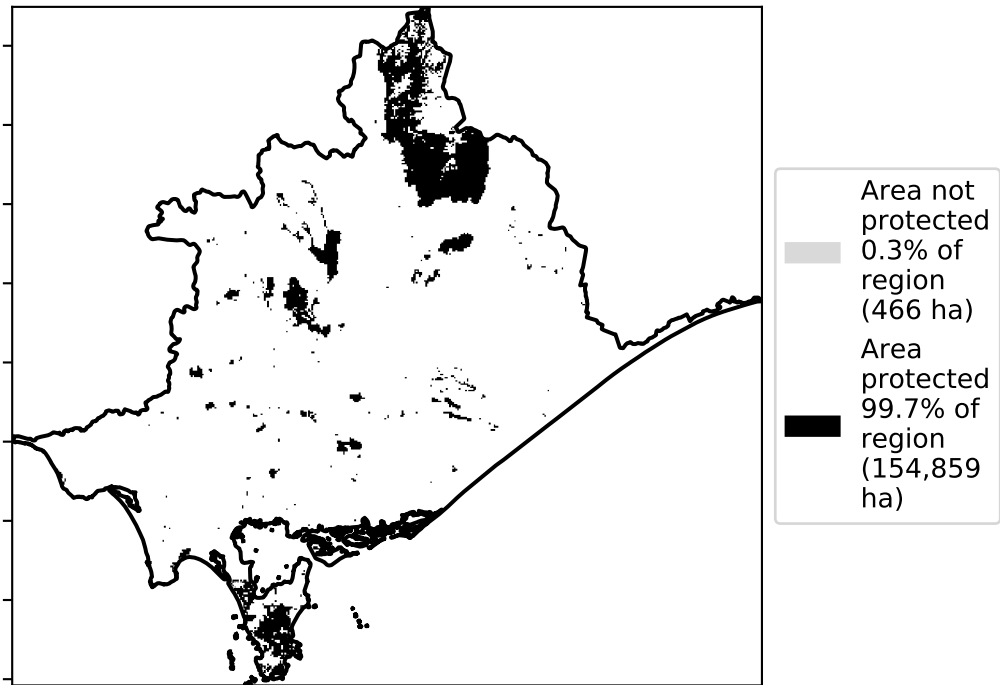 Area not
protected
0.3% of
region
(466 ha)
Area
protected
99.7% of
region
(154,859
ha)